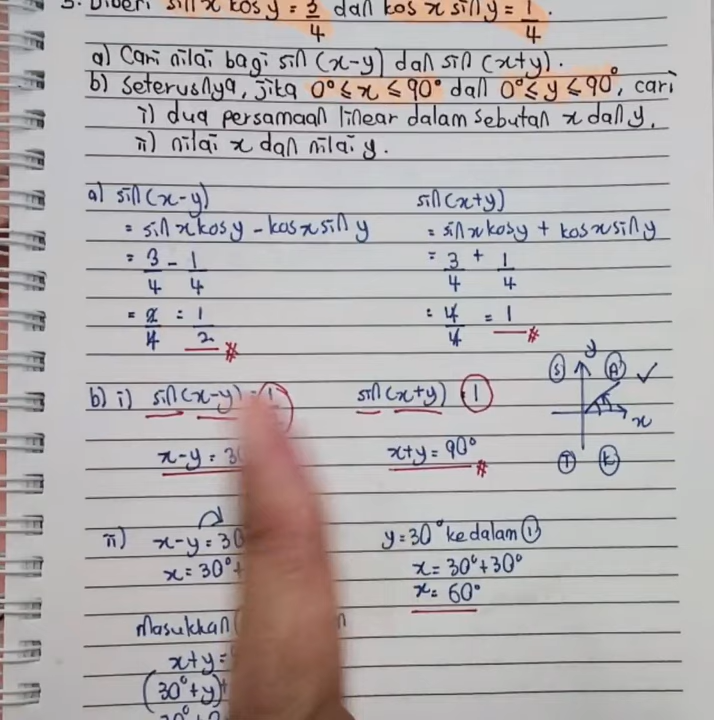 3. Diberi sin x kos y = 3/4 dan kos x sin y = 1/4.
a) Cari nilai bagi sin (x-y) dan sin (x+y).
b) Seterusnya, jika 0° ≤ x ≤ 90° dan 0° ≤ y ≤ 90°, cari
i) dua persamaan linear dalam sebutan x dan y.
ii) nilai x dan nilai y.
a) sin (x-y)
= sin x kos y - kos x sin y
= 3/4 - 1/4
= 2/4 = 1/2 #
sin (x+y)
= sin x kos y + kos x sin y
= 3/4 + 1/4
= 4/4 = 1 #
b) i) sin (x-y) = 1
x-y = 30
sin (x+y) = 1
x+y = 90° #
S A ✓
T K
y
x
ii) x-y = 30
x = 30° +
Masukkan
x+y =
(30°+y)
y = 30° ke dalam ①
x = 30° + 30°
x = 60°